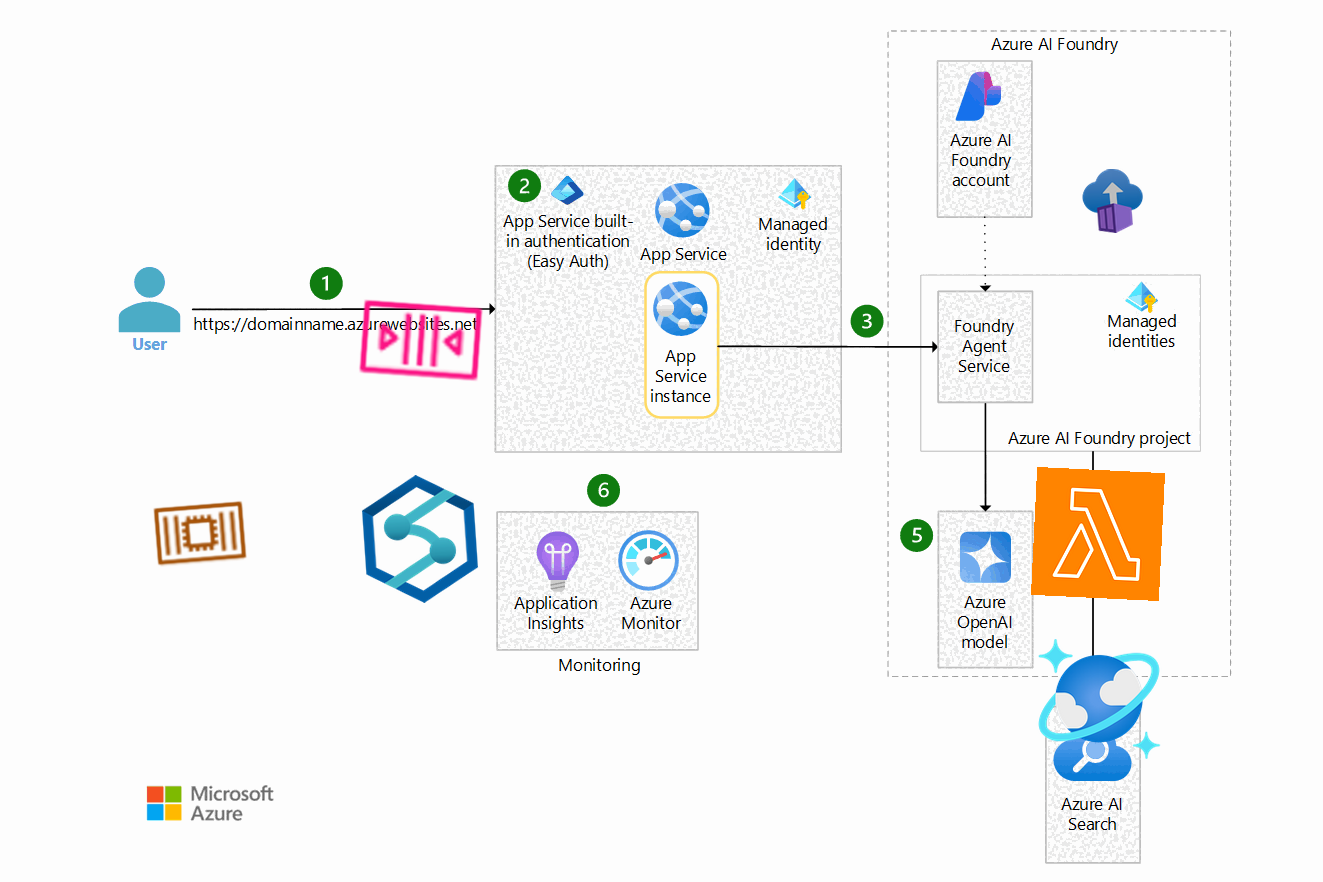 Azure AI Foundry
Azure AI
Foundry
account
2
App Service built-
in authentication
(Easy Auth)
App Service
Managed
identity
1
https://domainname.azurewebsites.net
User
App
Service
instance
3
Foundry
Agent
Service
Managed
identities
Azure AI Foundry project
6
Application
Insights
Azure
Monitor
Monitoring
5
Azure
OpenAI
model
Azure AI
Search
Microsoft
Azure